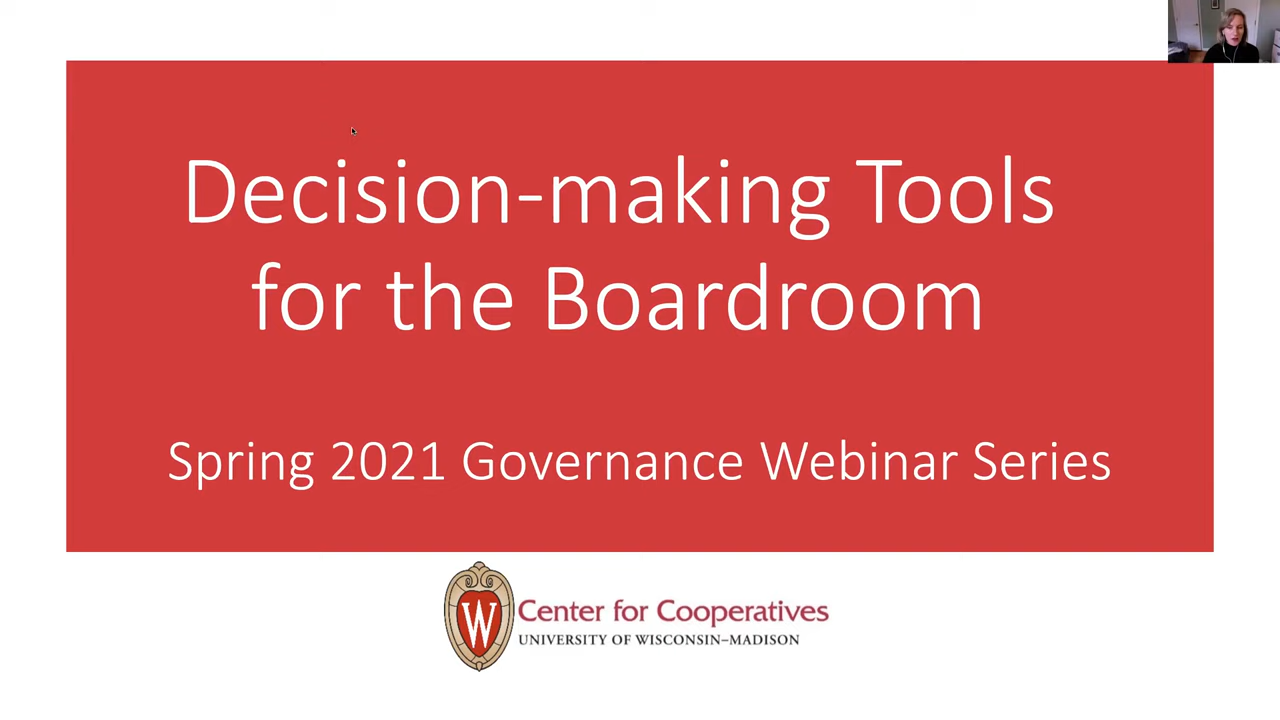 Decision-making Tools
for the Boardroom
Spring 2021 Governance Webinar Series
W
Center for Cooperatives
UNIVERSITY OF WISCONSIN–MADISON